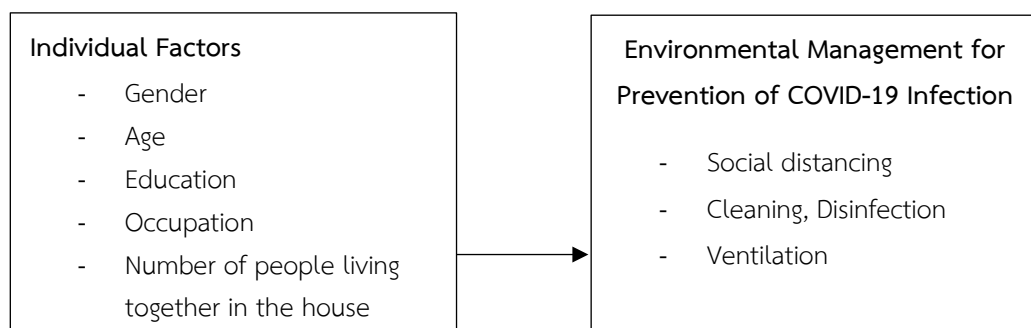 Individual Factors
- Gender
- Age
- Education
- Occupation
- Number of people living
together in the house
Environmental Management for
Prevention of COVID-19 Infection
- Social distancing
- Cleaning, Disinfection
- Ventilation